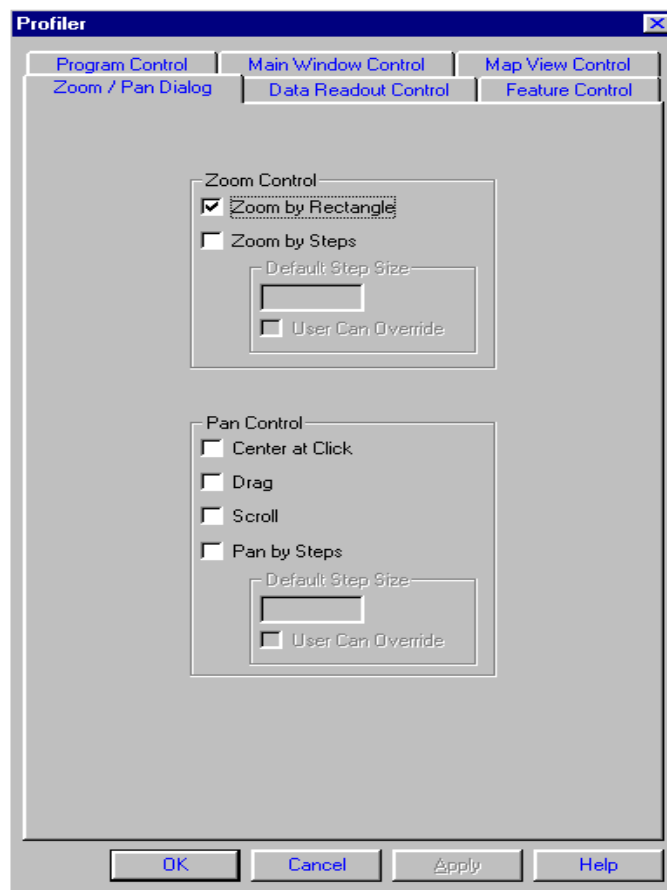 Profiler
Program Control Main Window Control Map View Control
Zoom / Pan Dialog Data Readout Control Feature Control
Zoom Control
Zoom by Rectangle
Zoom by Steps
Default Step Size
User Can Override
Pan Control
Center at Click
Drag
Scroll
Pan by Steps
Default Step Size
User Can Override
OK Cancel Apply Help